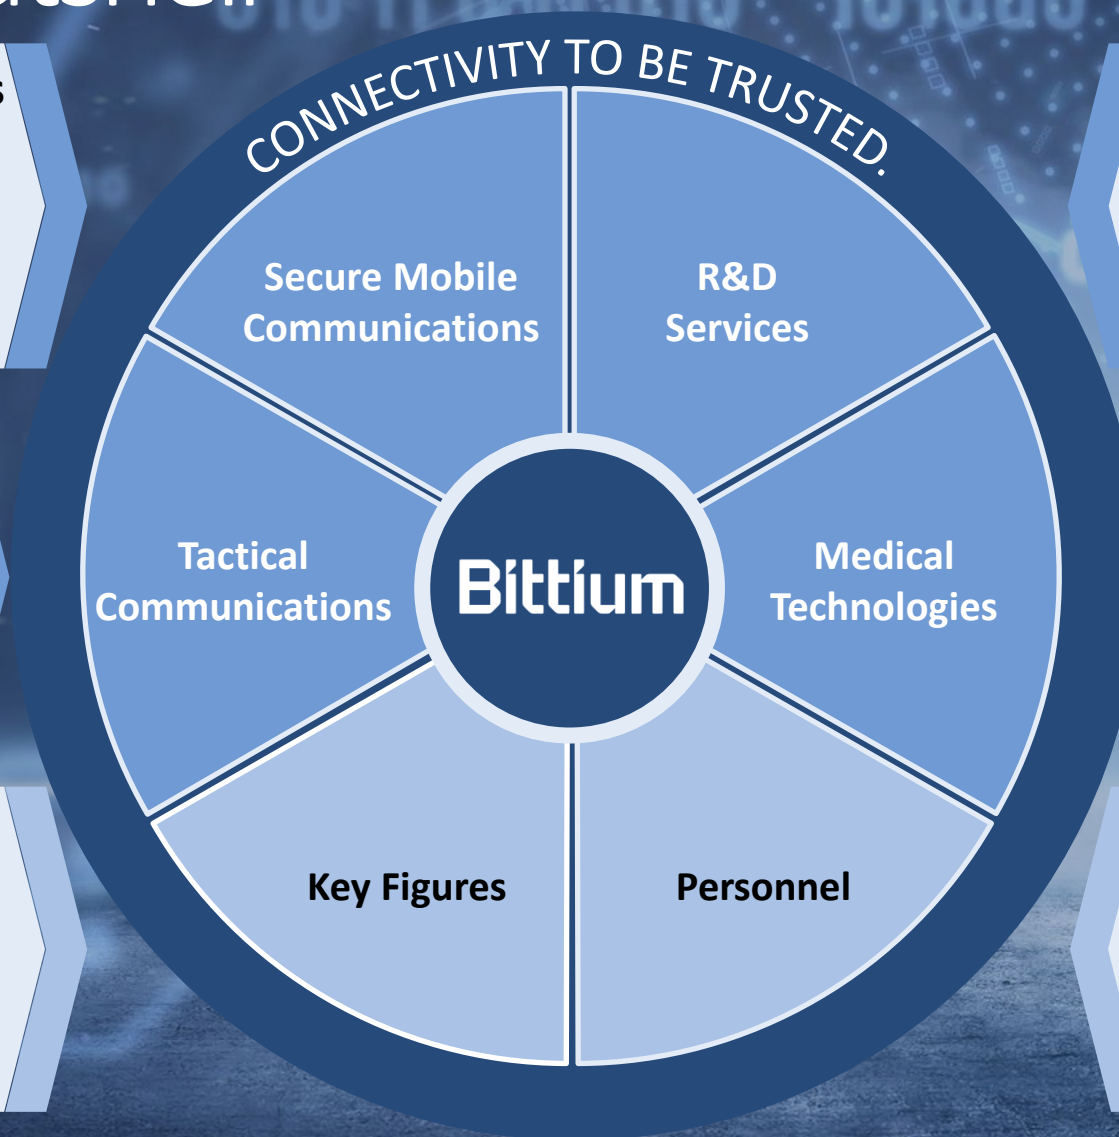 CONNECTIVITY TO BE TRUSTED.
Secure Mobile
Communications
R&D
Services
Tactical
Communications
Bittium
Medical
Technologies
Key Figures
Personnel